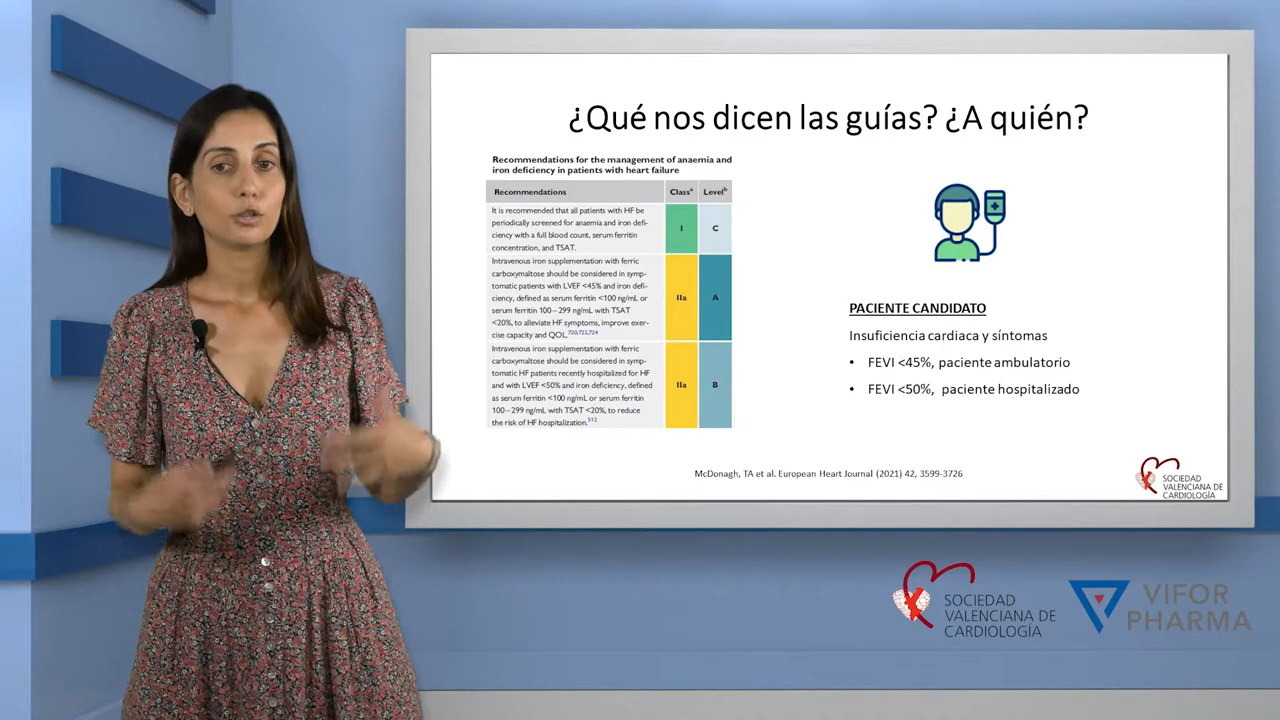 ¿Qué nos dicen las guías? ¿A quién?
Recommendations for the management of anaemia and
iron deficiency in patients with heart failure
Recommendations Classᵃ Levelᵇ
It is recommended that all patients with HF be
periodically screened for anaemia and iron defi-
ciency with a full blood count, serum ferritin
concentration, and TSAT.
I C
Intravenous iron supplementation with ferric
carboxymaltose should be considered in symp-
tomatic patients with LVEF <45% and iron defi-
ciency, defined as serum ferritin <100 ng/mL or
serum ferritin 100–299 ng/mL with TSAT
<20%, to alleviate HF symptoms, improve exer-
cise capacity and QOL.720,722,724
IIa A
Intravenous iron supplementation with ferric
carboxymaltose should be considered in symp-
tomatic HF patients recently hospitalized for HF
and with LVEF <50% and iron deficiency, defined
as serum ferritin <100 ng/mL or serum ferritin
100–299 ng/mL with TSAT <20%, to reduce
the risk of HF hospitalization.512
IIa B
PACIENTE CANDIDATO
Insuficiencia cardiaca y síntomas
• FEVI <45%, paciente ambulatorio
• FEVI <50%, paciente hospitalizado
McDonagh, TA et al. European Heart Journal (2021) 42, 3599-3726
SOCIEDAD
VALENCIANA DE
CARDIOLOGÍA
SOCIEDAD
VALENCIANA DE
CARDIOLOGÍA
VIFOR
PHARMA